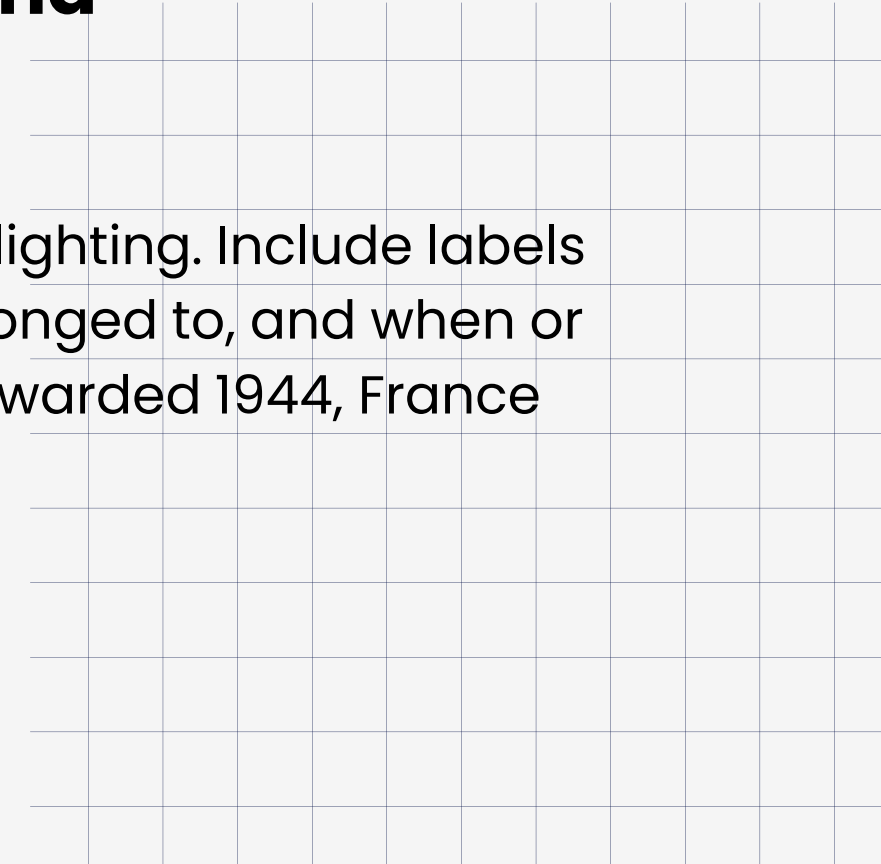 lighting. Include labels
onged to, and when or
warded 1944, France